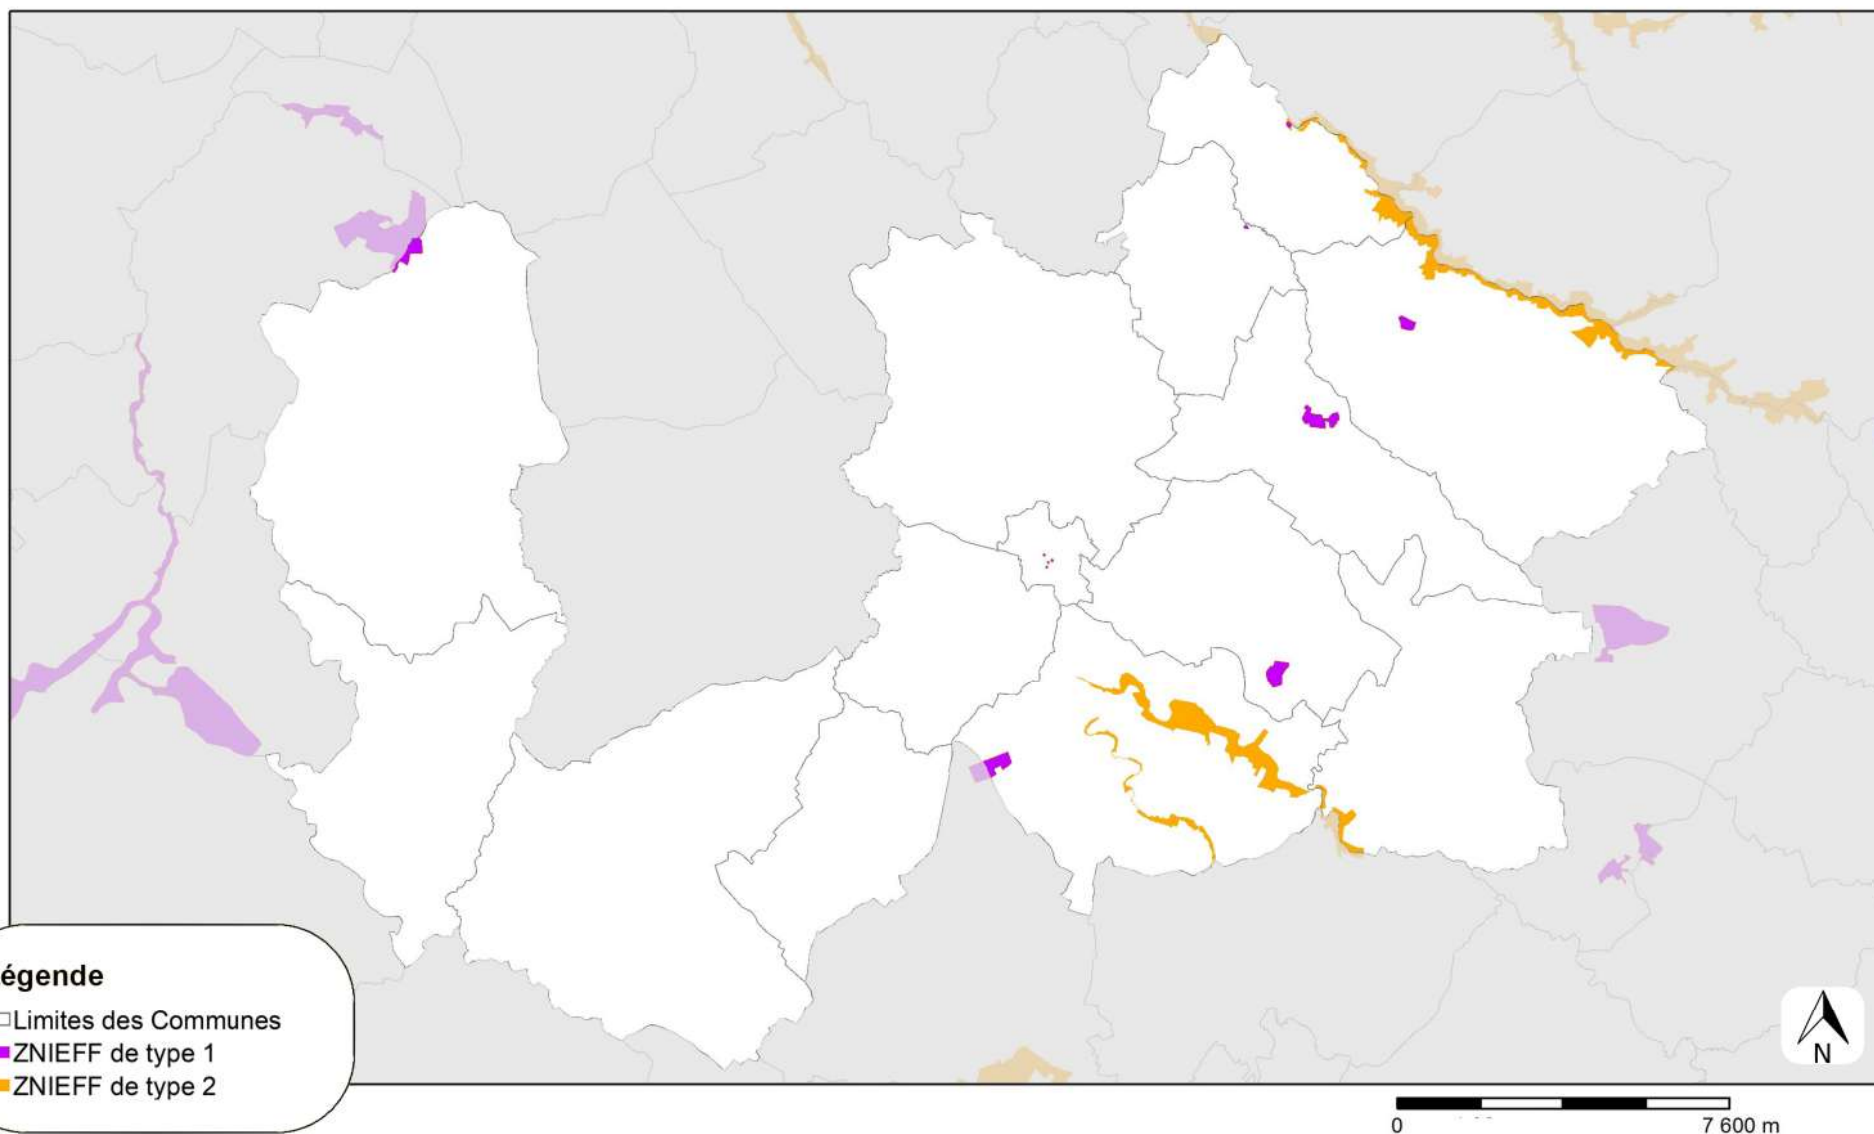 égende
Limites des Communes
ZNIEFF de type 1
ZNIEFF de type 2
N
0 7 600 m